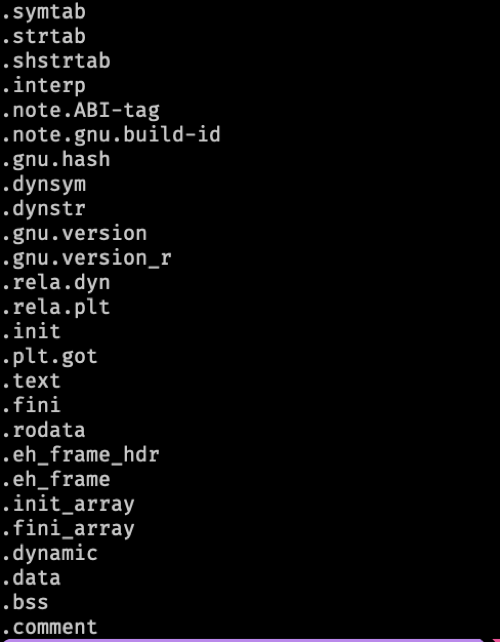 .symtab
.strtab
.shstrtab
.interp
.note.ABI-tag
.note.gnu.build-id
.gnu.hash
.dynsym
.dynstr
.gnu.version
.gnu.version_r
.rela.dyn
.rela.plt
.init
.plt.got
.text
.fini
.rodata
.eh_frame_hdr
.eh_frame
.init_array
.fini_array
.dynamic
.data
.bss
.comment